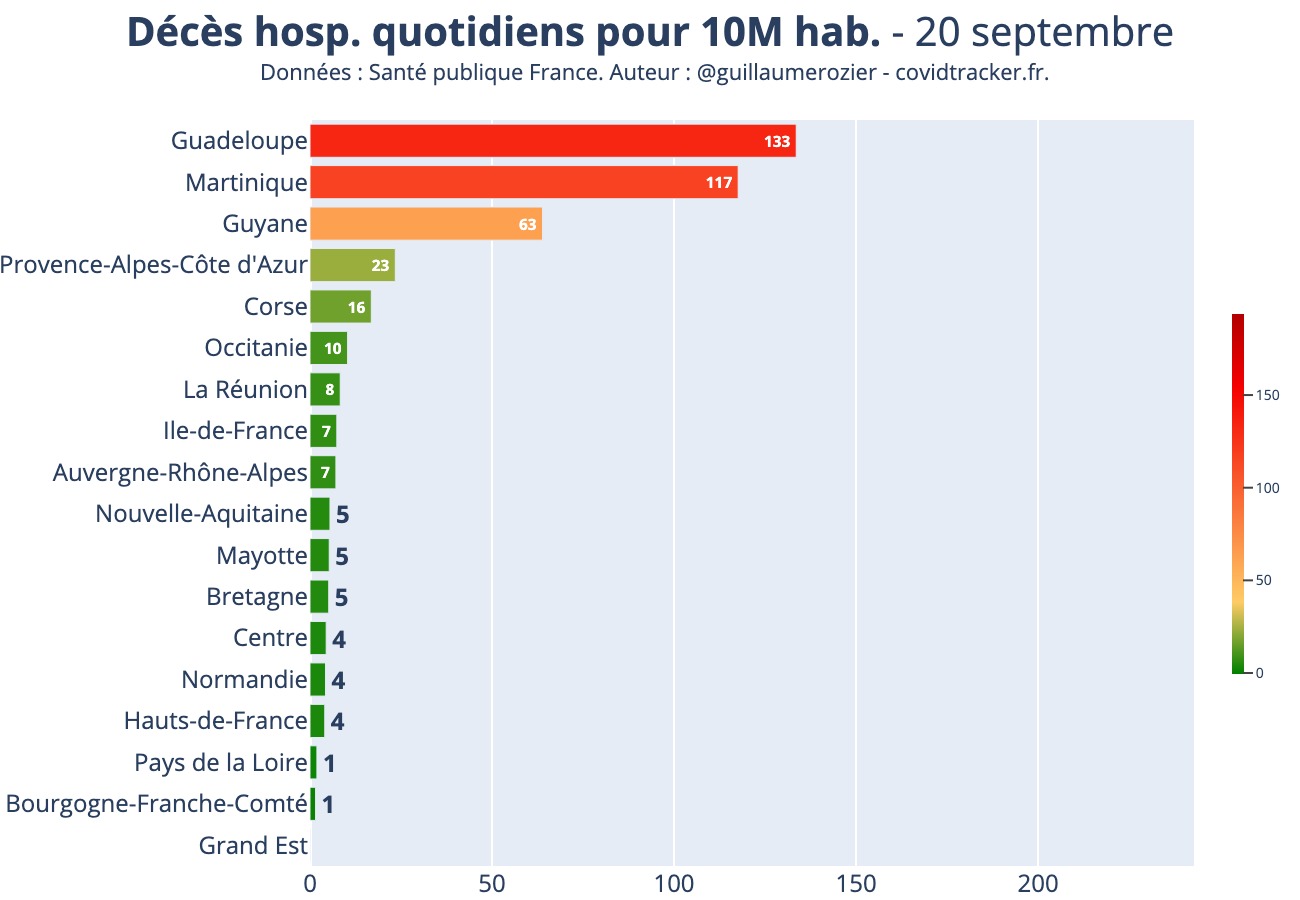 Décès hosp. quotidiens pour 10M hab. - 20 septembre
Données : Santé publique France. Auteur : @guillaumerozier - covidtracker.fr.
Guadeloupe 133
Martinique 117
Guyane 63
Provence-Alpes-Côte d'Azur 23
Corse 16
Occitanie 10
La Réunion 8
Ile-de-France 7
Auvergne-Rhône-Alpes 7
Nouvelle-Aquitaine 5
Mayotte 5
Bretagne 5
Centre 4
Normandie 4
Hauts-de-France 4
Pays de la Loire 1
Bourgogne-Franche-Comté 1
Grand Est
0 50 100 150 200
150
100
50
0